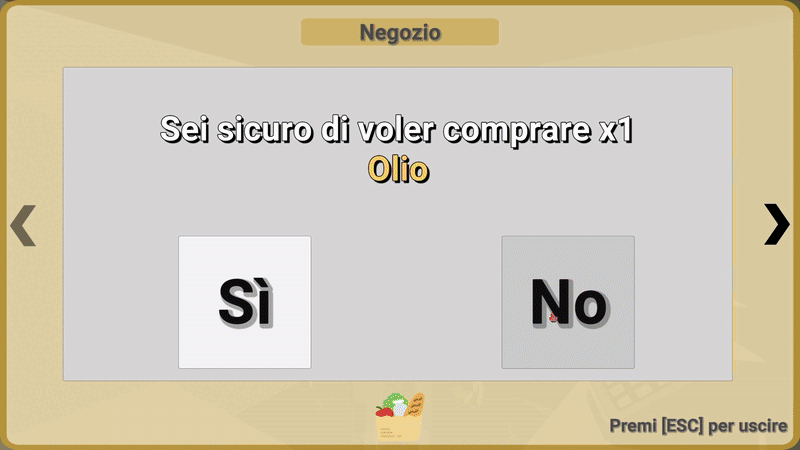 Negozio
Sei sicuro di voler comprare x1
Olio
Sì
No
Premi [ESC] per uscire